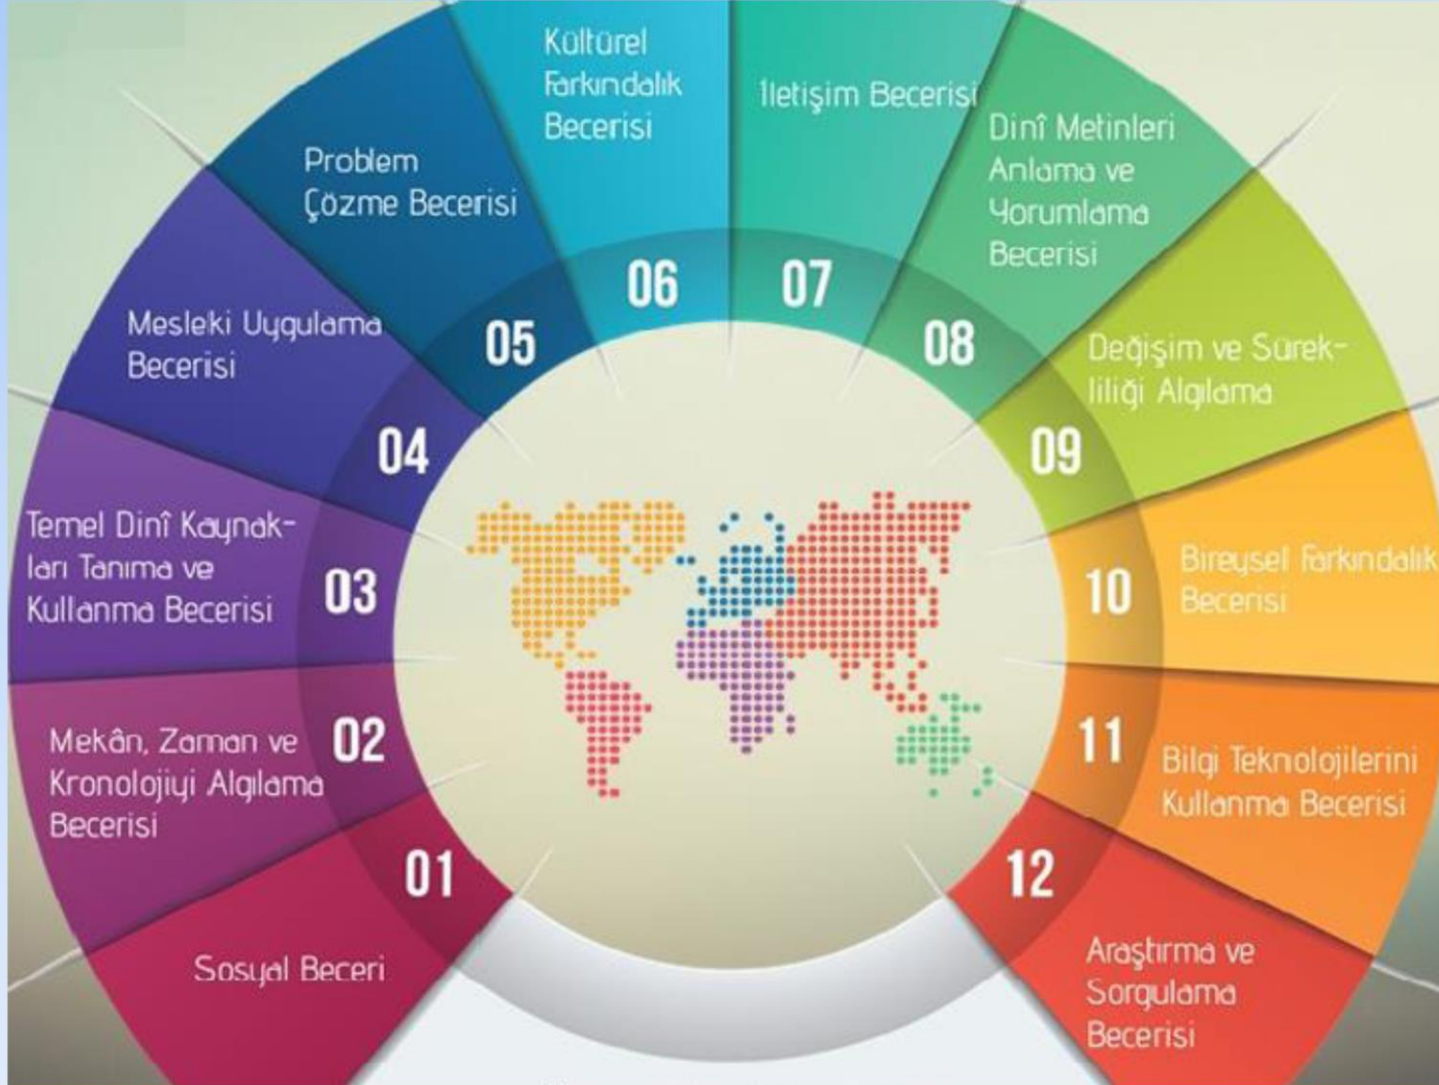 01
Sosyal Beceri
02
Mekân, Zaman ve
Kronolojiyi Algılama
Becerisi
03
Temel Dinî Kaynak-
ları Tanıma ve
Kullanma Becerisi
04
Mesleki Uygulama
Becerisi
05
Problem
Çözme Becerisi
06
Kültürel
Farkındalık
Becerisi
07
İletişim Becerisi
08
Dinî Metinleri
Anlama ve
Yorumlama
Becerisi
09
Değişim ve Sürek-
liliği Algılama
10
Bireysel Farkındalık
Becerisi
11
Bilgi Teknolojilerini
Kullanma Becerisi
12
Araştırma ve
Sorgulama
Becerisi